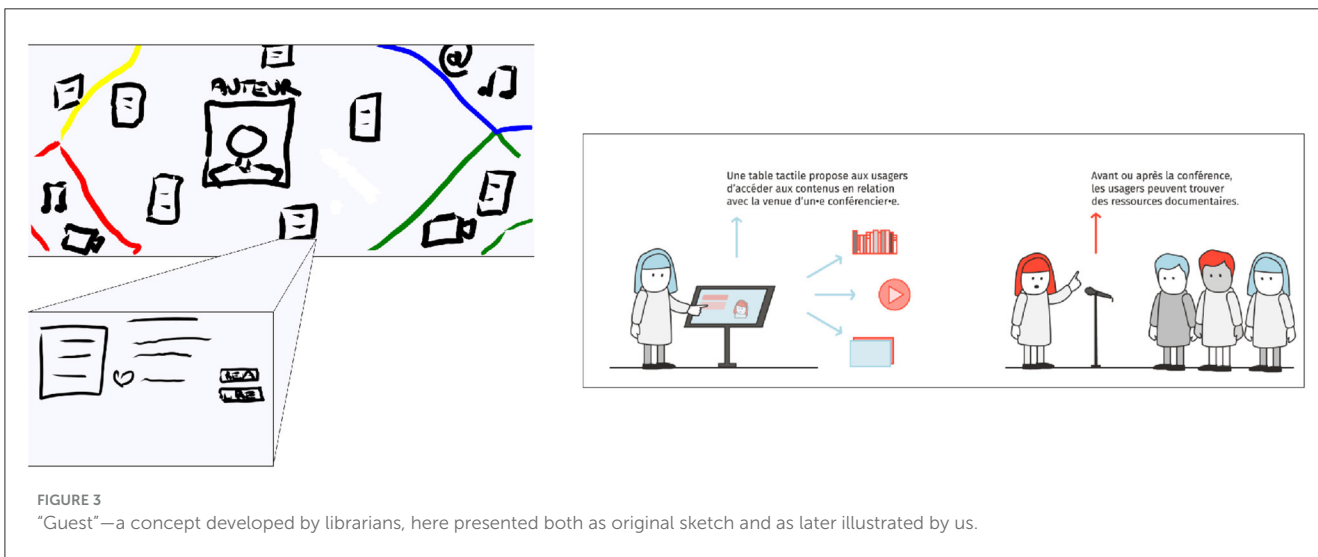 AUTEUR
@
Une table tactile propose aux usagers
d'accéder aux contenus en relation
avec la venue d'un•e conférencier•e.
Avant ou après la conférence,
les usagers peuvent trouver
des ressources documentaires.
FIGURE 3
"Guest"—a concept developed by librarians, here presented both as original sketch and as later illustrated by us.